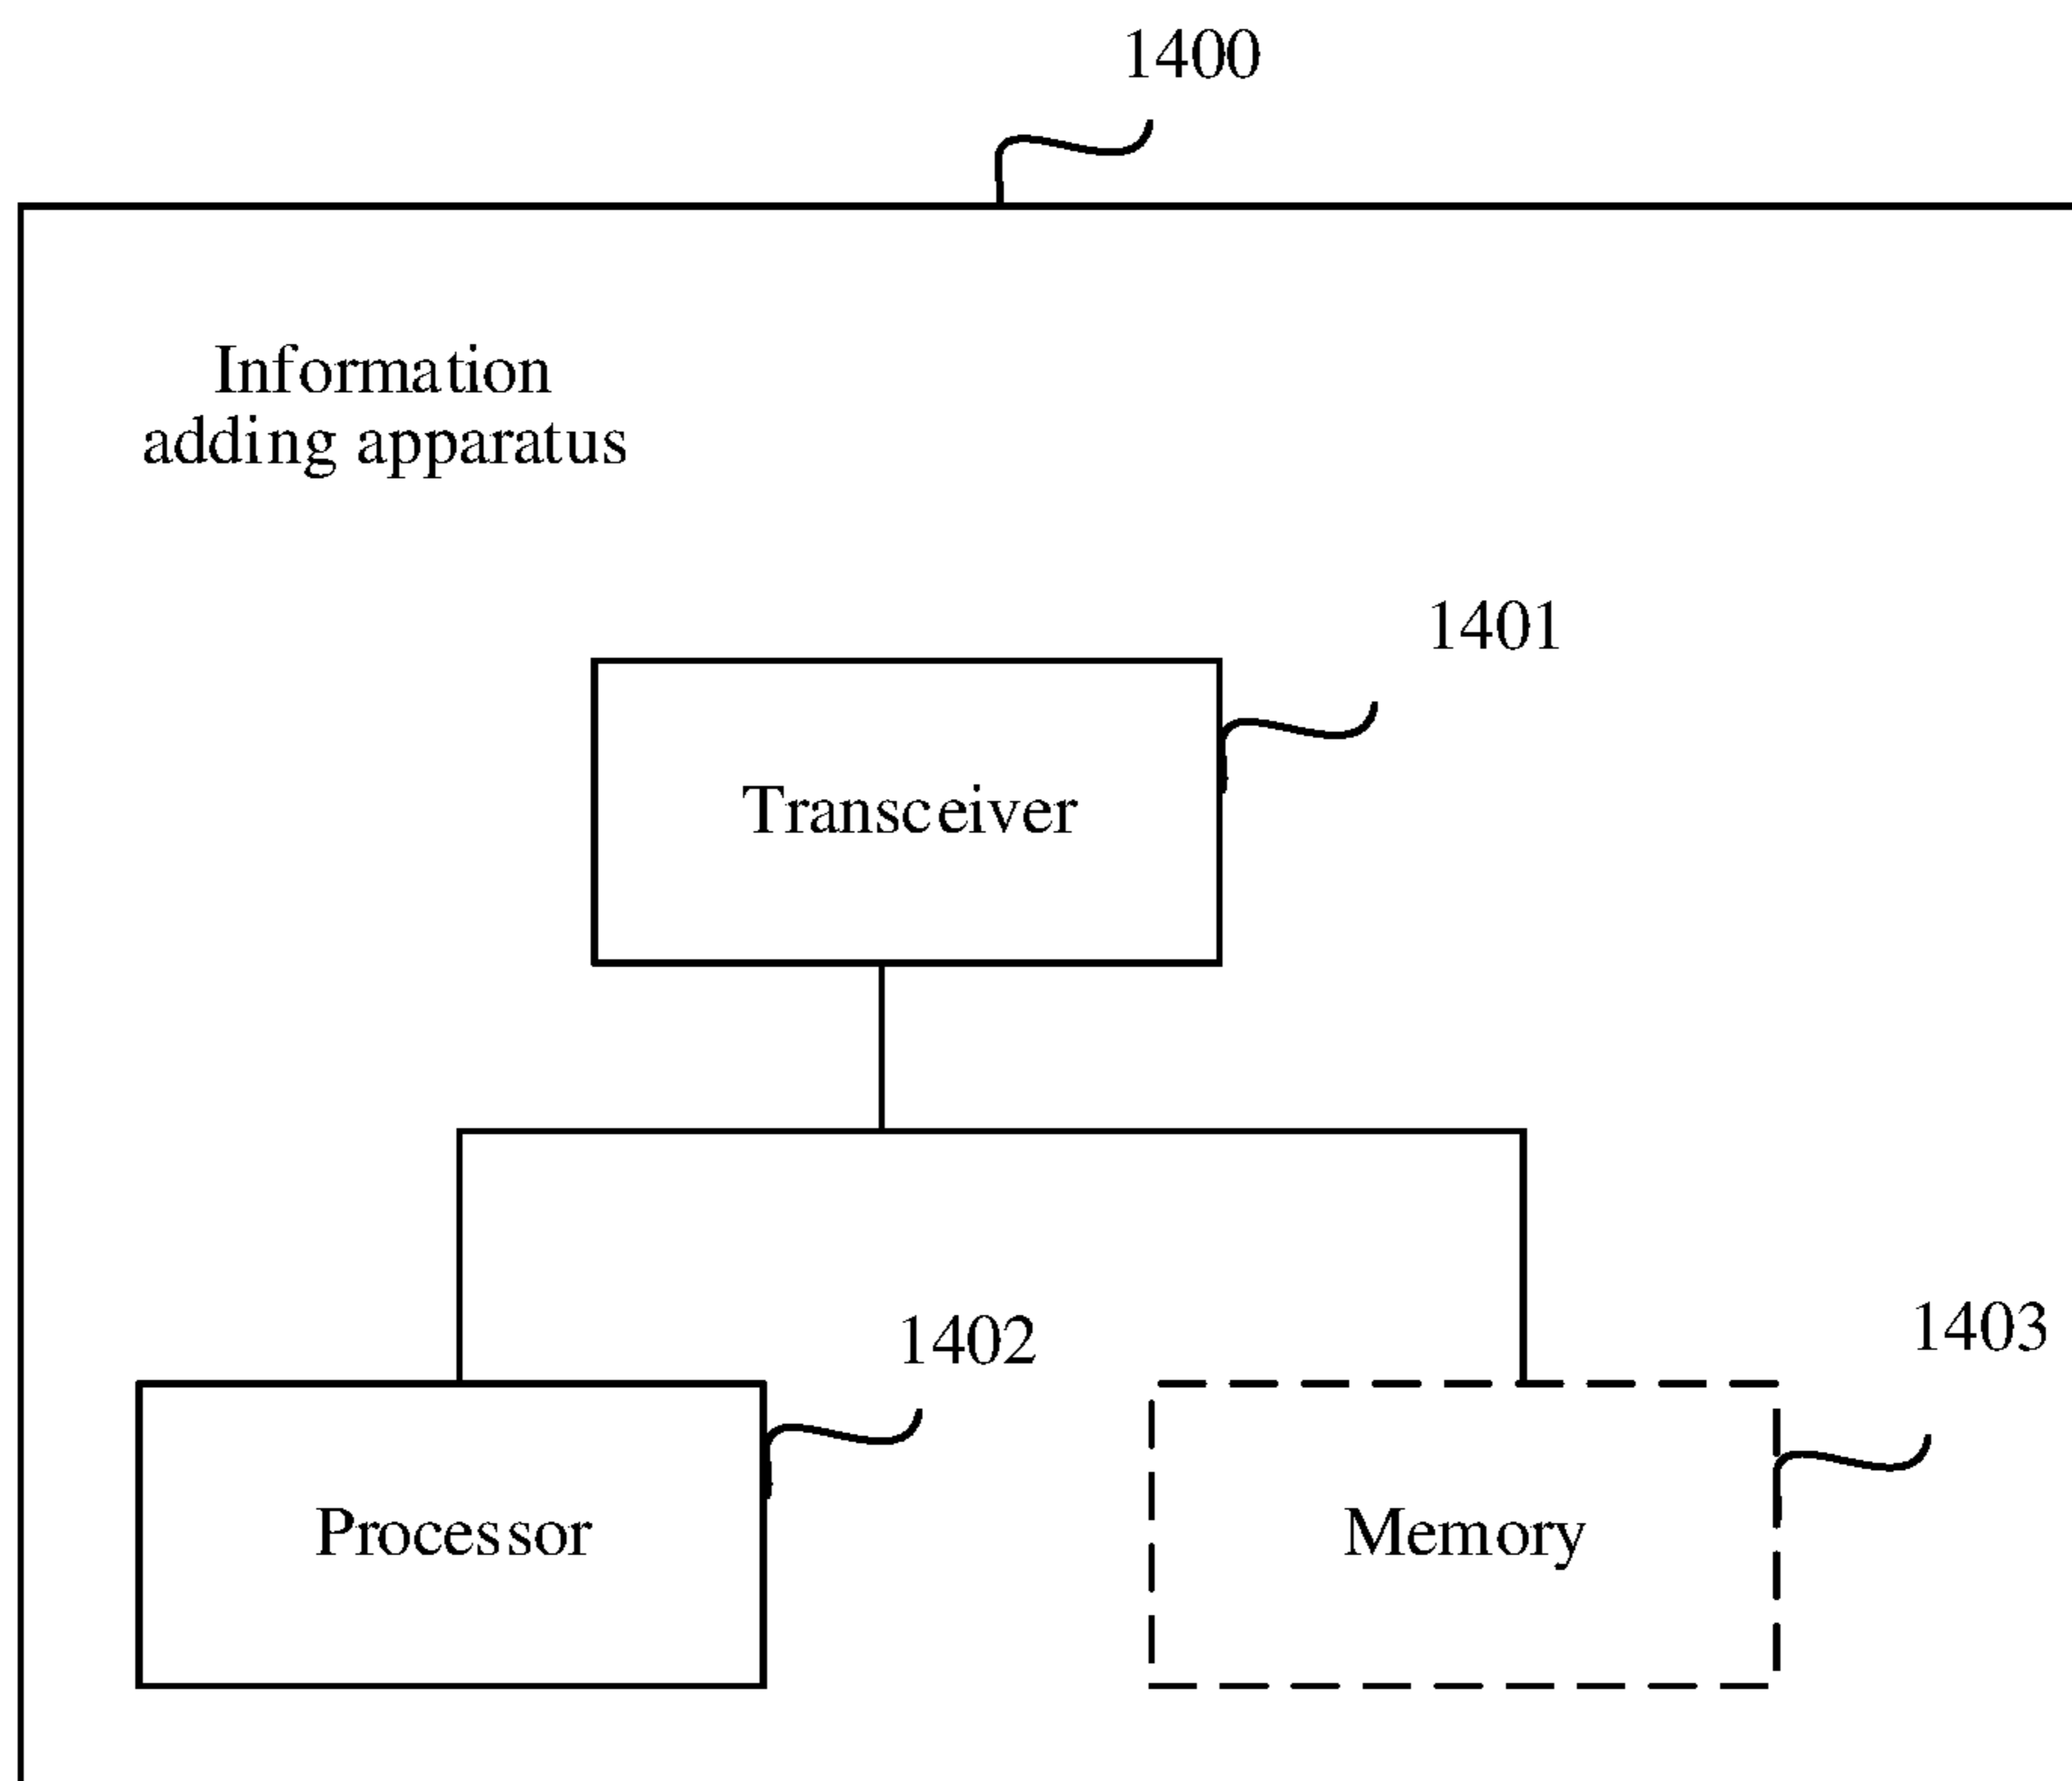 1400
Information
adding apparatus
1401
Transceiver
1402
1403
Processor
Memory